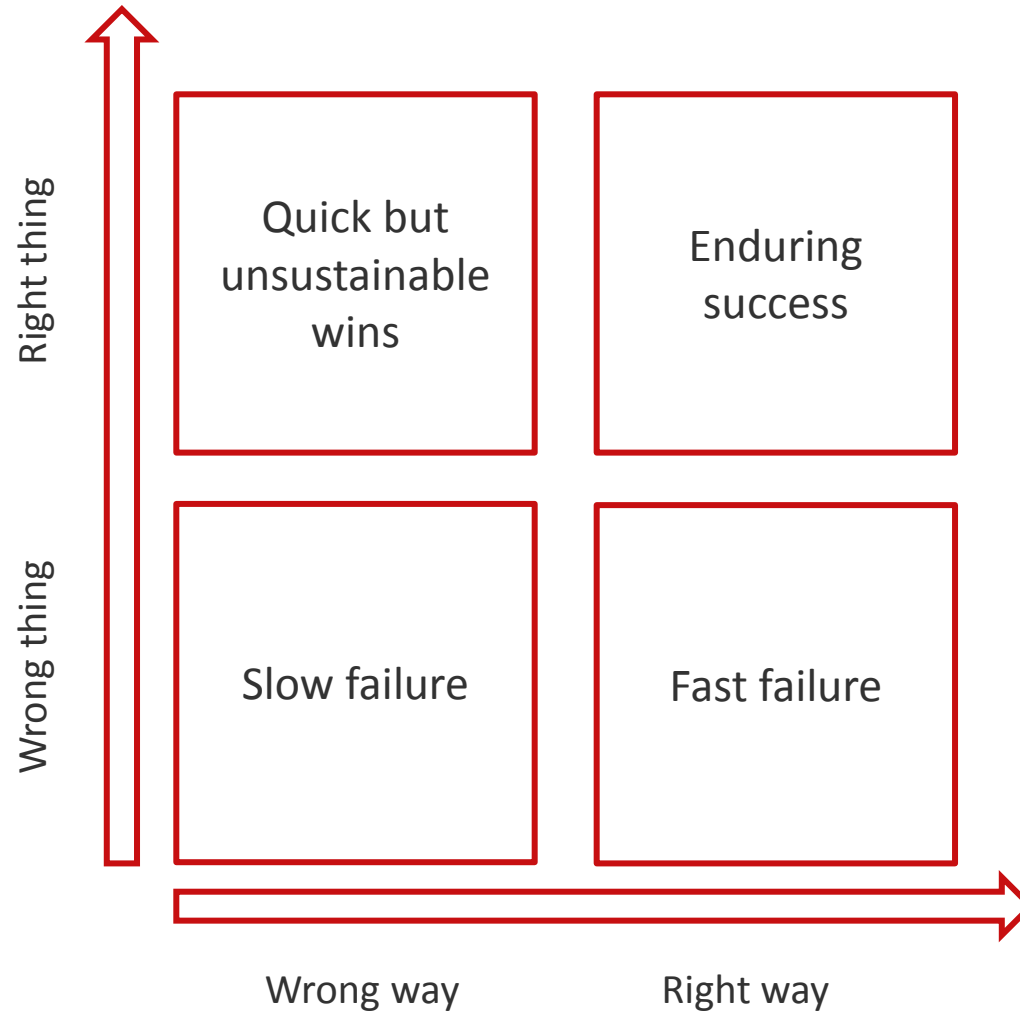 Right thing
Quick but
unsustainable
wins
Enduring
success
Wrong thing
Slow failure
Fast failure
Wrong way
Right way